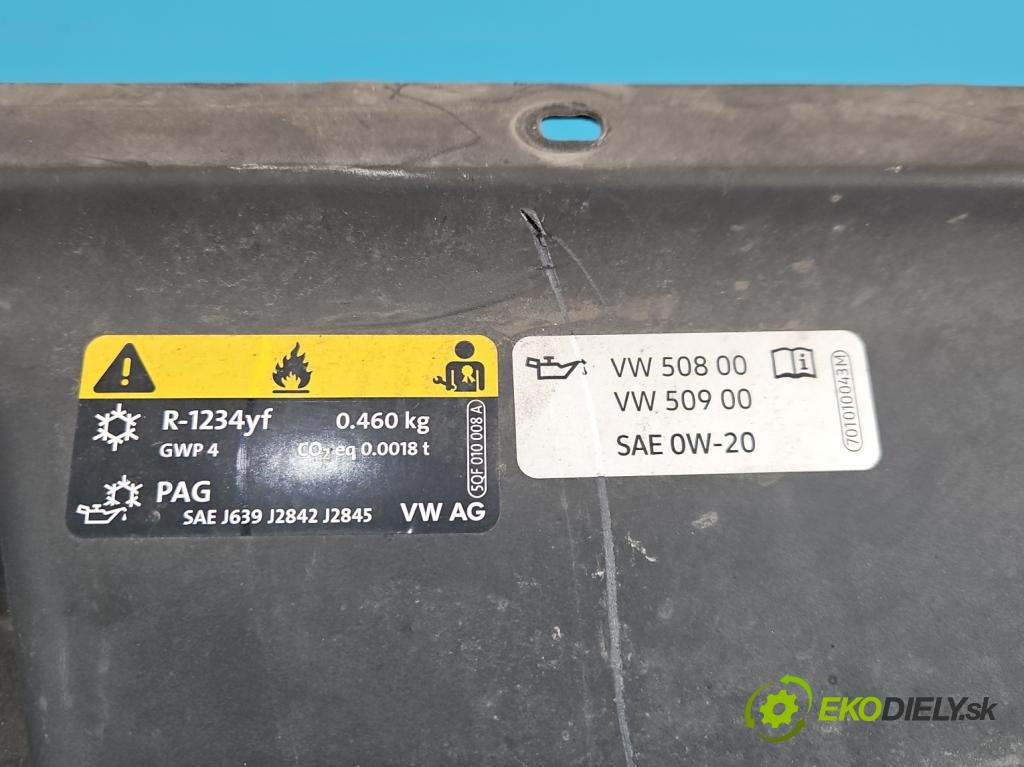 R-1234yf 0.460 kg
GWP 4 CO2 eq 0.0018 t
PAG
SAE J639 J2842 J2845 VW AG
5QF 010 008 A
VW 508 00
VW 509 00
SAE 0W-20
701010043M
EKODIELY.sk